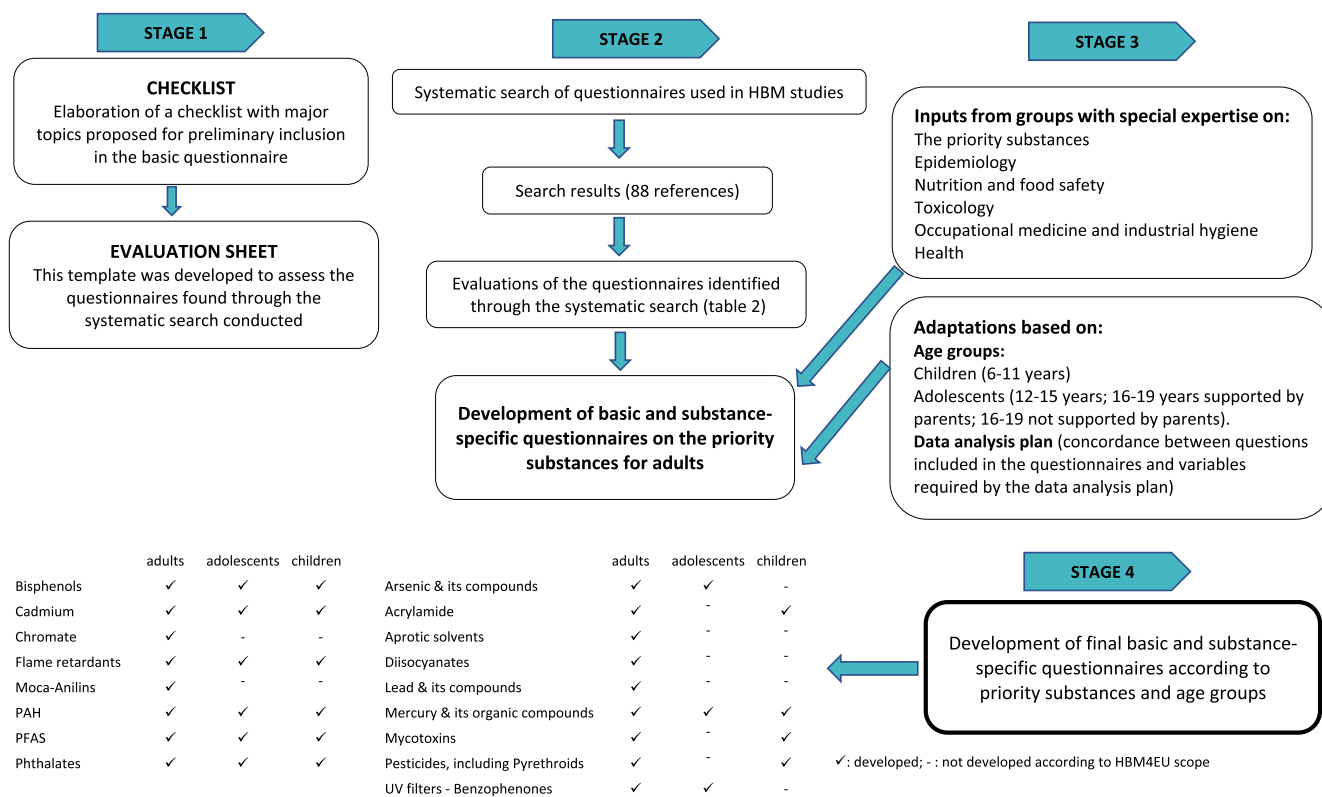 STAGE 1
CHECKLIST
Elaboration of a checklist with major
topics proposed for preliminary inclusion
in the basic questionnaire
EVALUATION SHEET
This template was developed to assess the
questionnaires found through the
systematic search conducted
STAGE 2
Systematic search of questionnaires used in HBM studies
Search results (88 references)
Evaluations of the questionnaires identified
through the systematic search (table 2)
Development of basic and substance-
specific questionnaires on the priority
substances for adults
STAGE 3
Inputs from groups with special expertise on:
The priority substances
Epidemiology
Nutrition and food safety
Toxicology
Occupational medicine and industrial hygiene
Health
Adaptations based on:
Age groups:
Children (6-11 years)
Adolescents (12-15 years; 16-19 years supported by
parents; 16-19 not supported by parents).
Data analysis plan (concordance between questions
included in the questionnaires and variables
required by the data analysis plan)
STAGE 4
Development of final basic and substance-
specific questionnaires according to
priority substances and age groups
adults adolescents children
Bisphenols ✓ ✓ ✓
Cadmium ✓ ✓ ✓
Chromate ✓ - -
Flame retardants ✓ ✓ ✓
Moca-Anilins ✓ - -
PAH ✓ ✓ ✓
PFAS ✓ ✓ ✓
Phthalates ✓ ✓ ✓
adults adolescents children
Arsenic & its compounds ✓ ✓ -
Acrylamide ✓ - ✓
Aprotic solvents ✓ - -
Diisocyanates ✓ - -
Lead & its compounds ✓ - -
Mercury & its organic compounds ✓ ✓ ✓
Mycotoxins ✓ - ✓
Pesticides, including Pyrethroids ✓ - ✓
UV filters - Benzophenones ✓ ✓ -
✓: developed; - : not developed according to HBM4EU scope